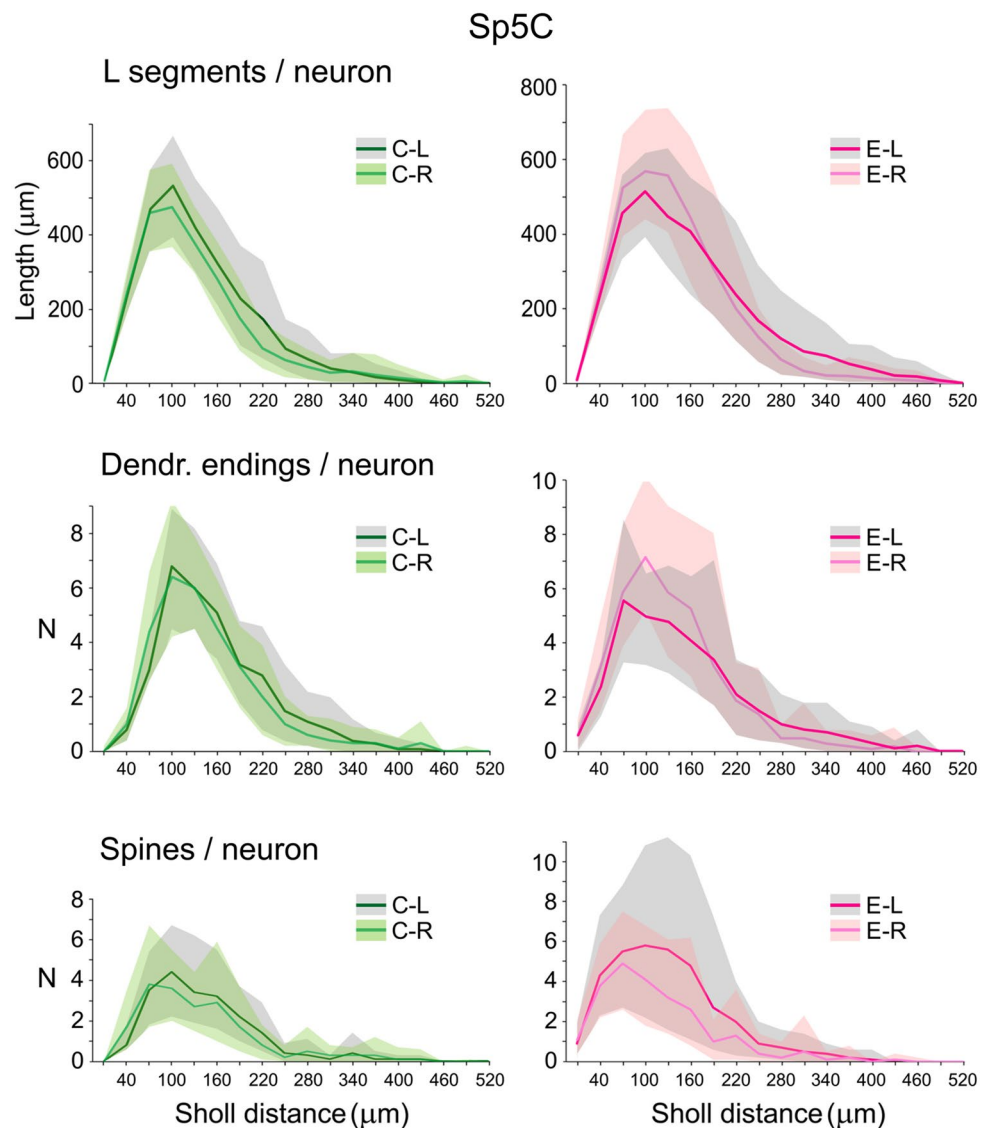 Sp5C
L segments / neuron
Length (μm)
600
400
200
0
C-L
C-R
40 100 160 220 280 340 400 460 520
800
600
400
200
0
E-L
E-R
40 100 160 220 280 340 400 460 520
Dendr. endings / neuron
N
8
6
4
2
0
C-L
C-R
40 100 160 220 280 340 400 460 520
10
8
6
4
2
0
E-L
E-R
40 100 160 220 280 340 400 460 520
Spines / neuron
N
8
6
4
2
0
C-L
C-R
40 100 160 220 280 340 400 460 520
Sholl distance (μm)
10
8
6
4
2
0
E-L
E-R
40 100 160 220 280 340 400 460 520
Sholl distance (μm)